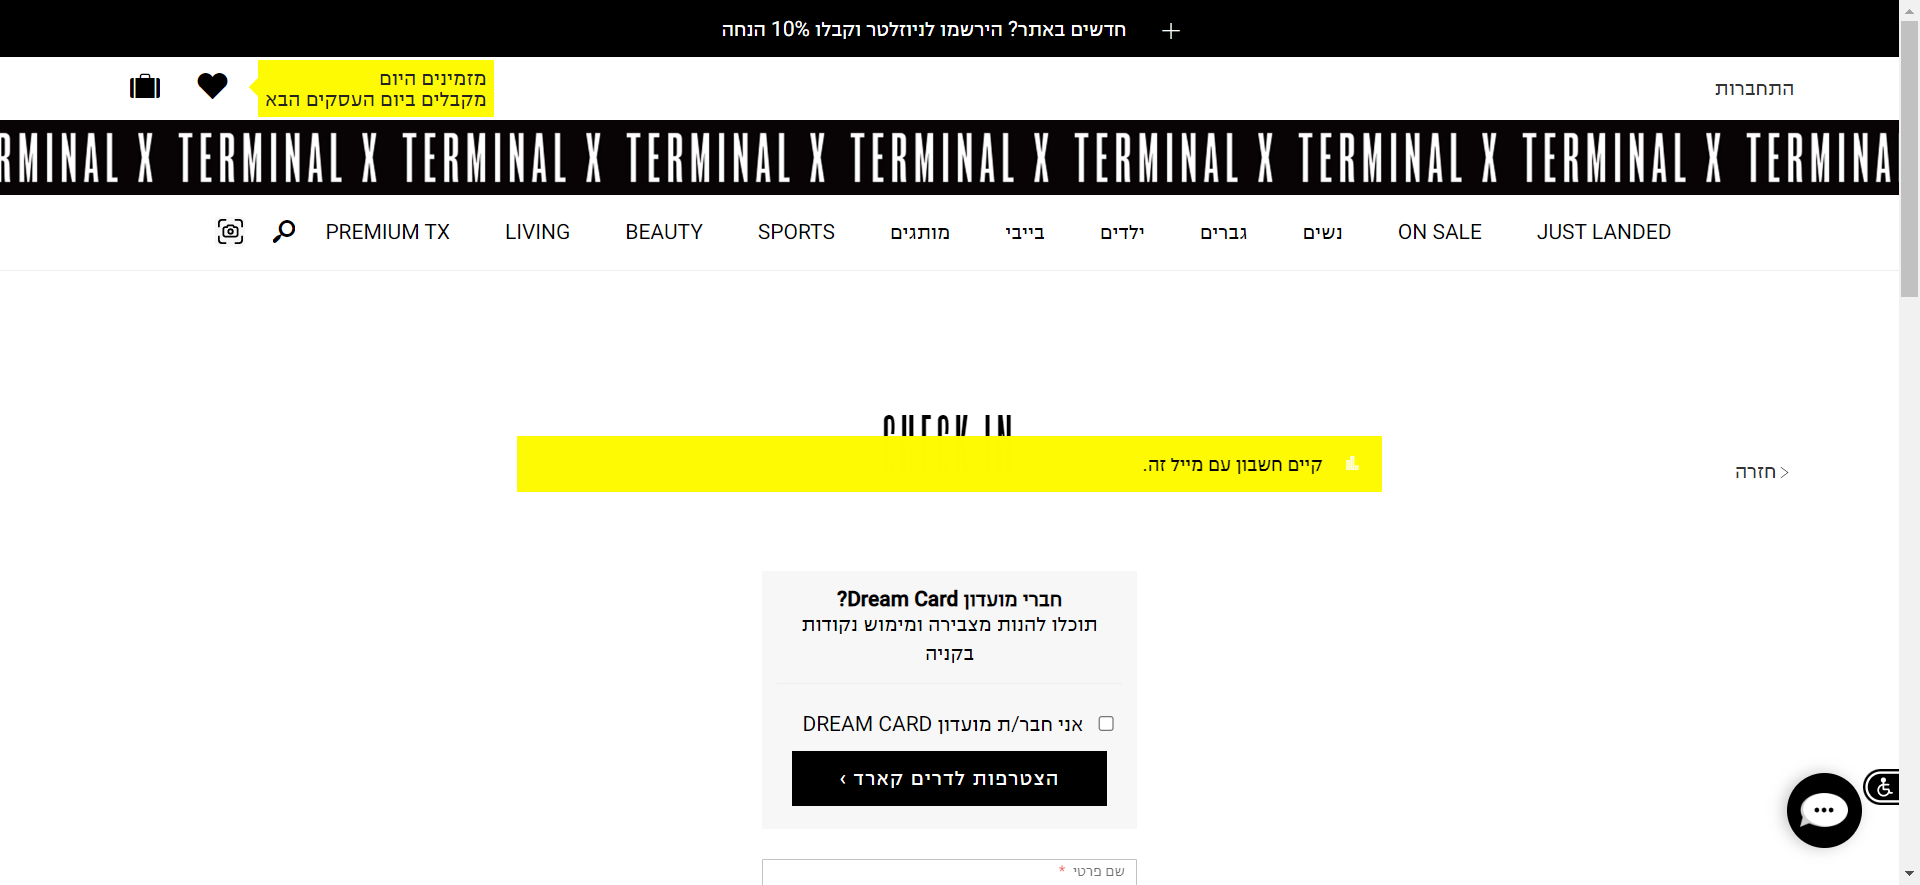 חדשים באתר? הירשמו לניוזלטר וקבלו 10% הנחה
התחברות
מזמינים היום
מקבלים ביום העסקים הבא
TERMINAL X TERMINAL X TERMINAL X TERMINAL X TERMINAL X TERMINAL X TERMINAL X TERMINAL X TERMINA
JUST LANDED
ON SALE
נשים
גברים
ילדים
בייבי
מותגים
SPORTS
BEAUTY
LIVING
PREMIUM TX
CHECK IN
קיים חשבון עם מייל זה.
חזרה
חברי מועדון Dream Card?
תוכלו להנות מצבירה ומימוש נקודות
בקניה
אני חבר/ת מועדון DREAM CARD
הצטרפות לדרים קארד ›
שם פרטי *